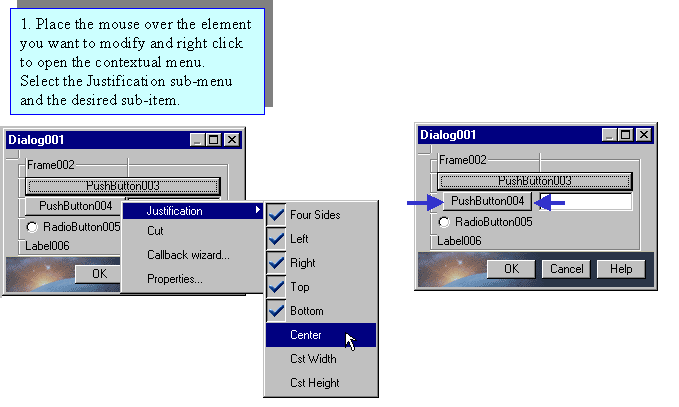 1. Place the mouse over the element
you want to modify and right click
to open the contextual menu.
Select the Justification sub-menu
and the desired sub-item.
Dialog001
Frame002
PushButton003
PushButton004
RadioButton005
Label006
OK
Justification
Cut
Callback wizard...
Properties...
Four Sides
Left
Right
Top
Bottom
Center
Cst Width
Cst Height
Dialog001
Frame002
PushButton003
PushButton004
RadioButton005
Label006
OK Cancel Help